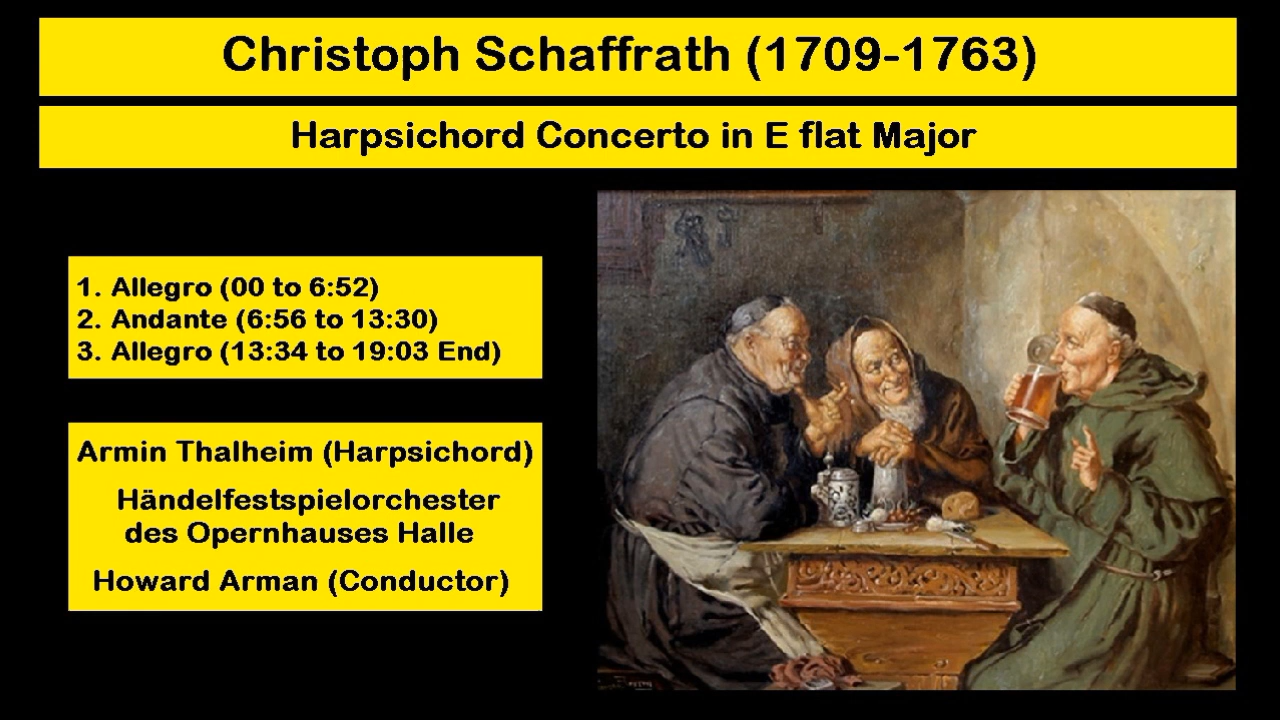 Christoph Schaffrath (1709-1763)
Harpsichord Concerto in E flat Major
1. Allegro (00 to 6:52)
2. Andante (6:56 to 13:30)
3. Allegro (13:34 to 19:03 End)
Armin Thalheim (Harpsichord)
Händelfestspielorchester
des Opernhauses Halle
Howard Arman (Conductor)